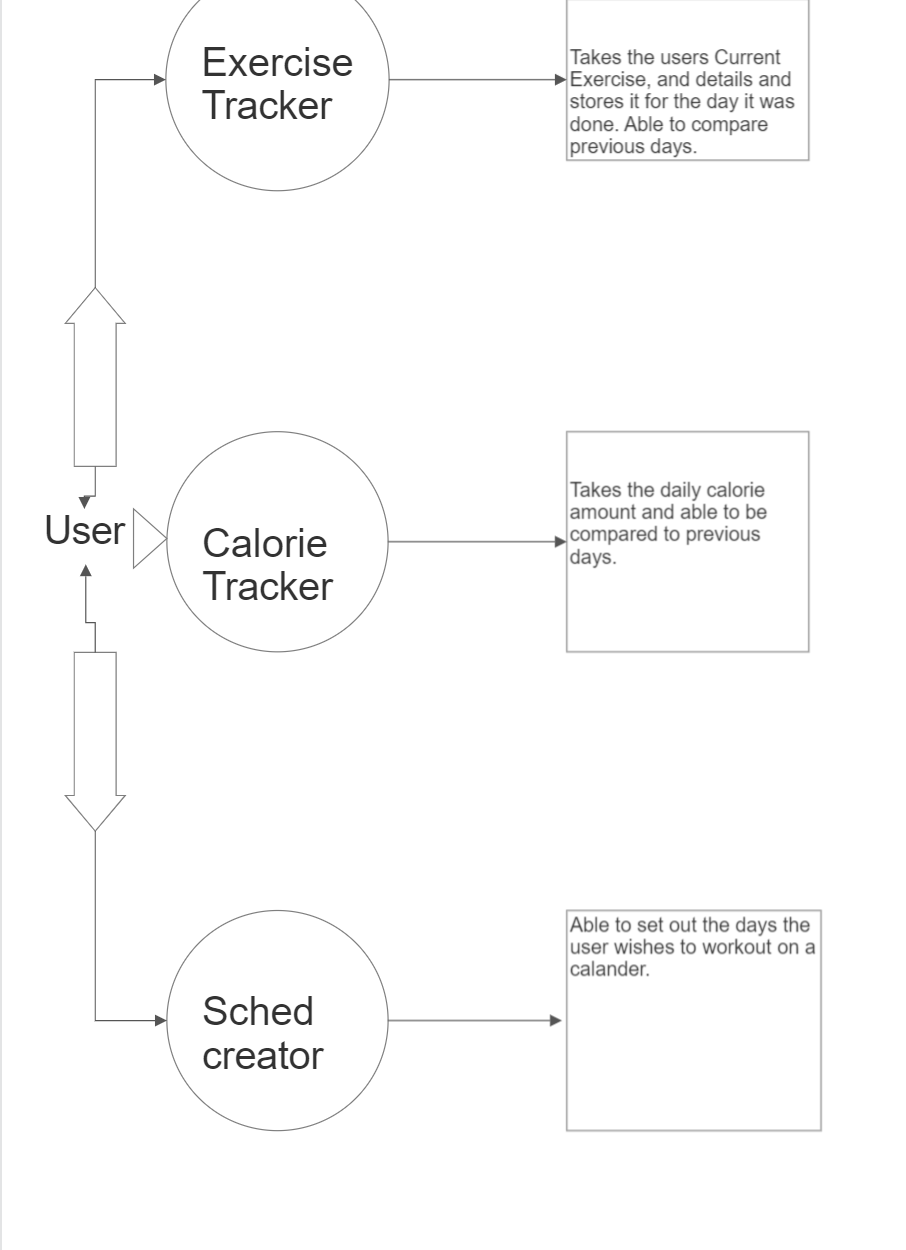 Exercise
Tracker
Takes the users Current
Exercise, and details and
stores it for the day it was
done. Able to compare
previous days.
User
Calorie
Tracker
Takes the daily calorie
amount and able to be
compared to previous
days.
Sched
creator
Able to set out the days the
user wishes to workout on a
calander.